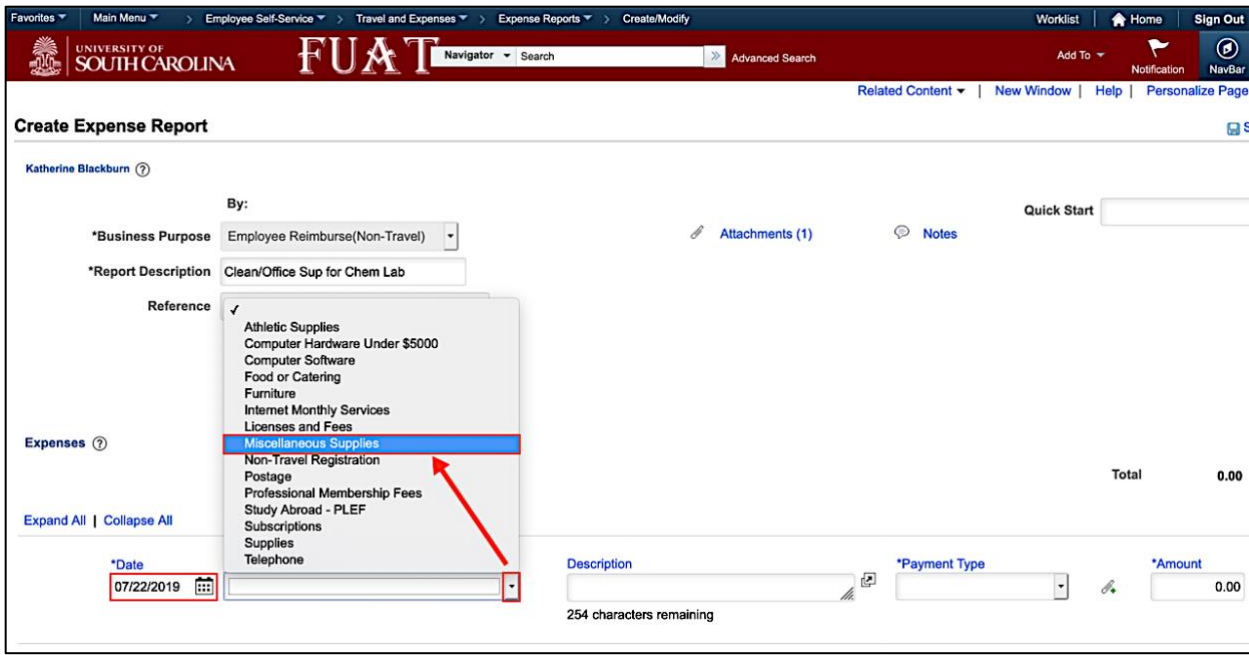 Favorites Main Menu > Employee Self-Service > Travel and Expenses > Expense Reports > Create/Modify Worklist Home Sign Out
UNIVERSITY OF
SOUTH CAROLINA
FUAT
Navigator Search » Advanced Search Add To
Notification NavBar
Related Content | New Window | Help | Personalize Page
Create Expense Report
S
Katherine Blackburn ?
By:
Quick Start
*Business Purpose Employee Reimburse(Non-Travel) Attachments (1) Notes
*Report Description Clean/Office Sup for Chem Lab
Reference
✓
Athletic Supplies
Computer Hardware Under $5000
Computer Software
Food or Catering
Furniture
Internet Monthly Services
Licenses and Fees
Expenses ? Miscellaneous Supplies
Non-Travel Registration
Postage
Total 0.00
Professional Membership Fees
Study Abroad - PLEF
Expand All | Collapse All
Subscriptions
Supplies
Telephone
*Date Description *Payment Type *Amount
07/22/2019 0.00
254 characters remaining